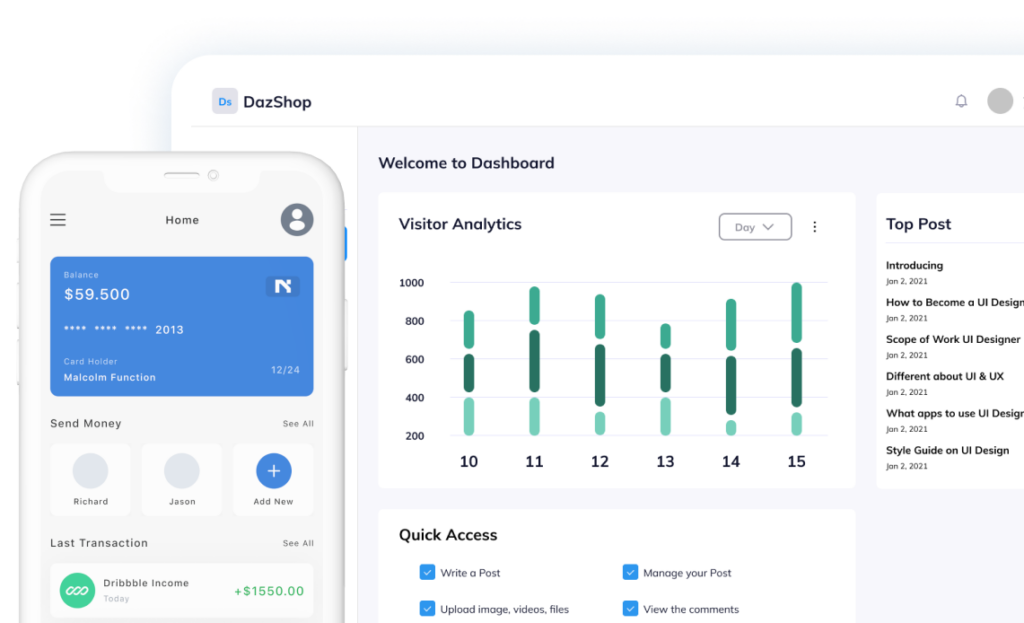 Ds DazShop
Welcome to Dashboard
Visitor Analytics
Day
1000
800
600
400
200
10 11 12 13 14 15
Top Post
Introducing
Jan 2, 2021
How to Become a UI Design
Jan 2, 2021
Scope of Work UI Designer
Jan 2, 2021
Different about UI & UX
Jan 2, 2021
What apps to use UI Design
Jan 2, 2021
Style Guide on UI Design
Jan 2, 2021
Quick Access
Write a Post
Manage your Post
Upload image, videos, files
View the comments
Home
Balance
$59.500
N
**** **** **** 2013
Card Holder
Malcolm Function
12/24
Send Money
See All
Richard
Jason
Add New
Last Transaction
See All
Dribbble Income
Today
+$1550.00